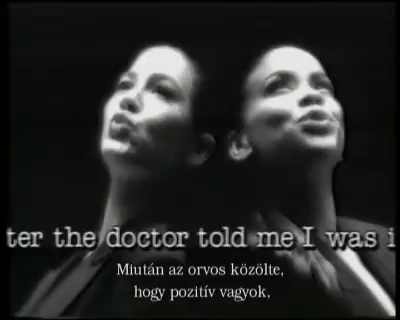 ter the doctor told me I was i
Miután az orvos közölte,
hogy pozitív vagyok,